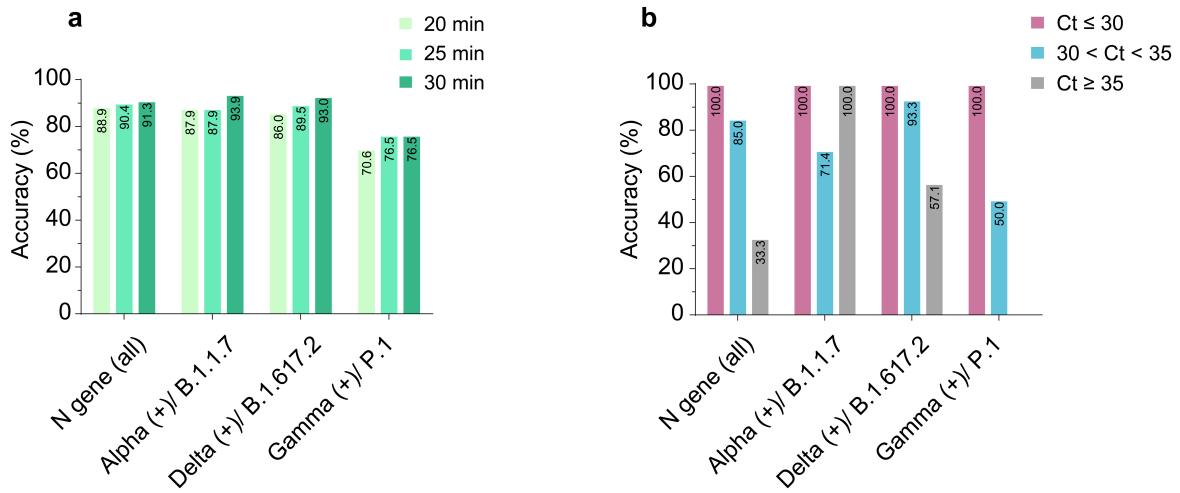 a
20 min
25 min
30 min
Accuracy (%)
100
80
60
40
20
0
88.9
90.4
91.3
87.9
87.9
93.9
86.0
89.5
93.0
70.6
76.5
76.5
N gene (all)
Alpha (+)/ B.1.1.7
Delta (+)/ B.1.617.2
Gamma (+)/ P.1
b
Ct ≤ 30
30 < Ct < 35
Ct ≥ 35
Accuracy (%)
100
80
60
40
20
0
100.0
85.0
33.3
100.0
71.4
100.0
100.0
93.3
57.1
100.0
50.0
N gene (all)
Alpha (+)/ B.1.1.7
Delta (+)/ B.1.617.2
Gamma (+)/ P.1